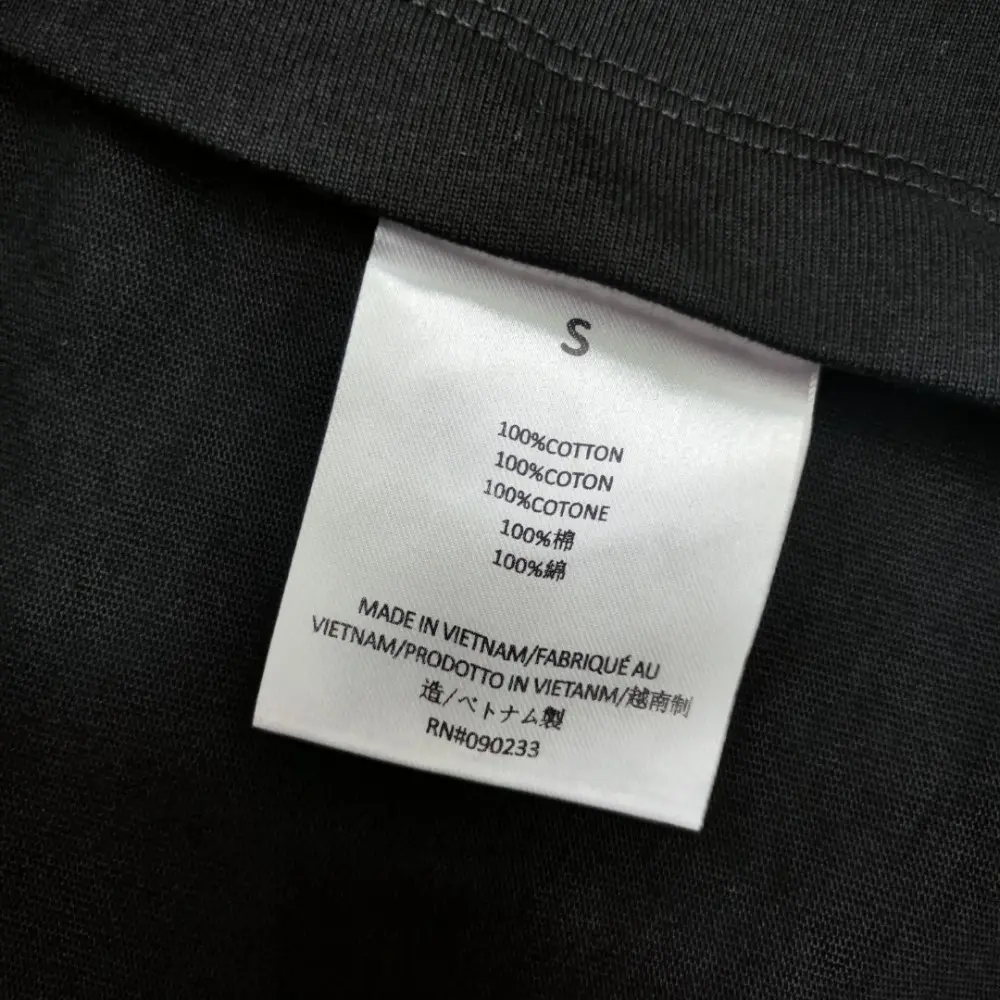 S
100%COTTON
100%COTON
100%COTONE
100%棉
100%綿
MADE IN VIETNAM/FABRIQUÉ AU
VIETNAM/PRODOTTO IN VIETANM/越南制
造/ベトナム製
RN#090233